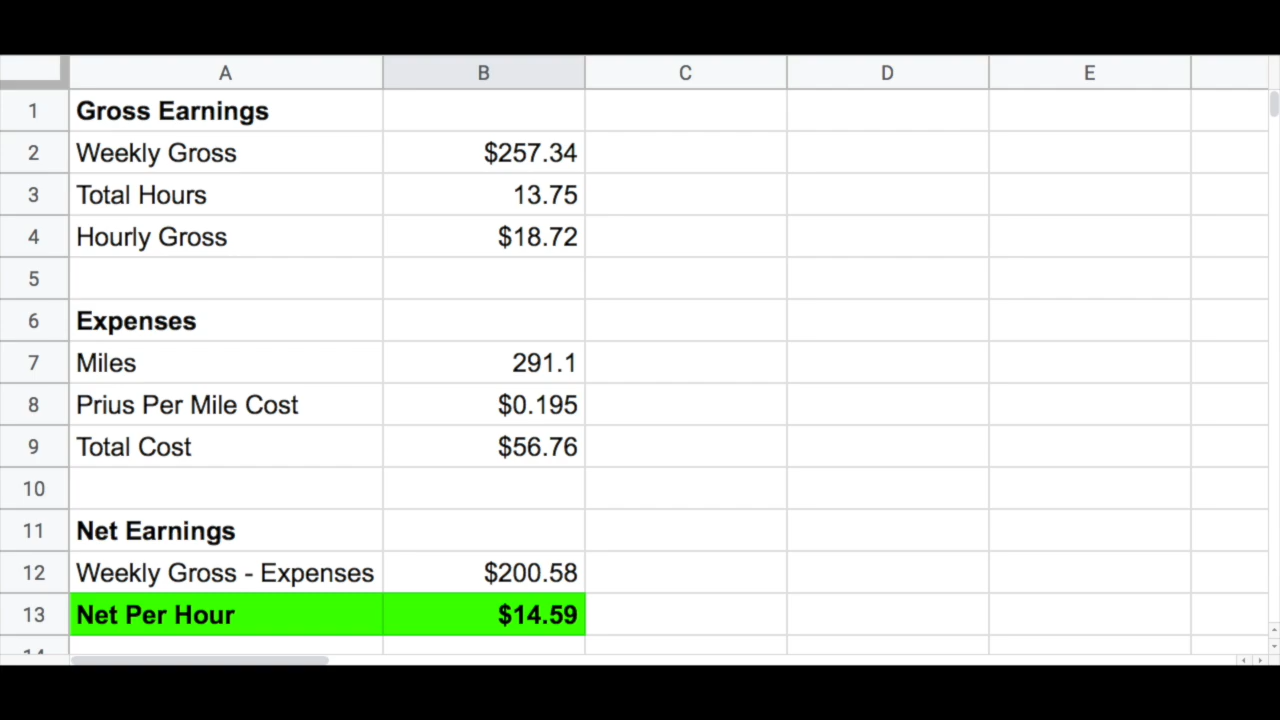 A B C D E
1 Gross Earnings
2 Weekly Gross $257.34
3 Total Hours 13.75
4 Hourly Gross $18.72
5
6 Expenses
7 Miles 291.1
8 Prius Per Mile Cost $0.195
9 Total Cost $56.76
10
11 Net Earnings
12 Weekly Gross - Expenses $200.58
13 Net Per Hour $14.59